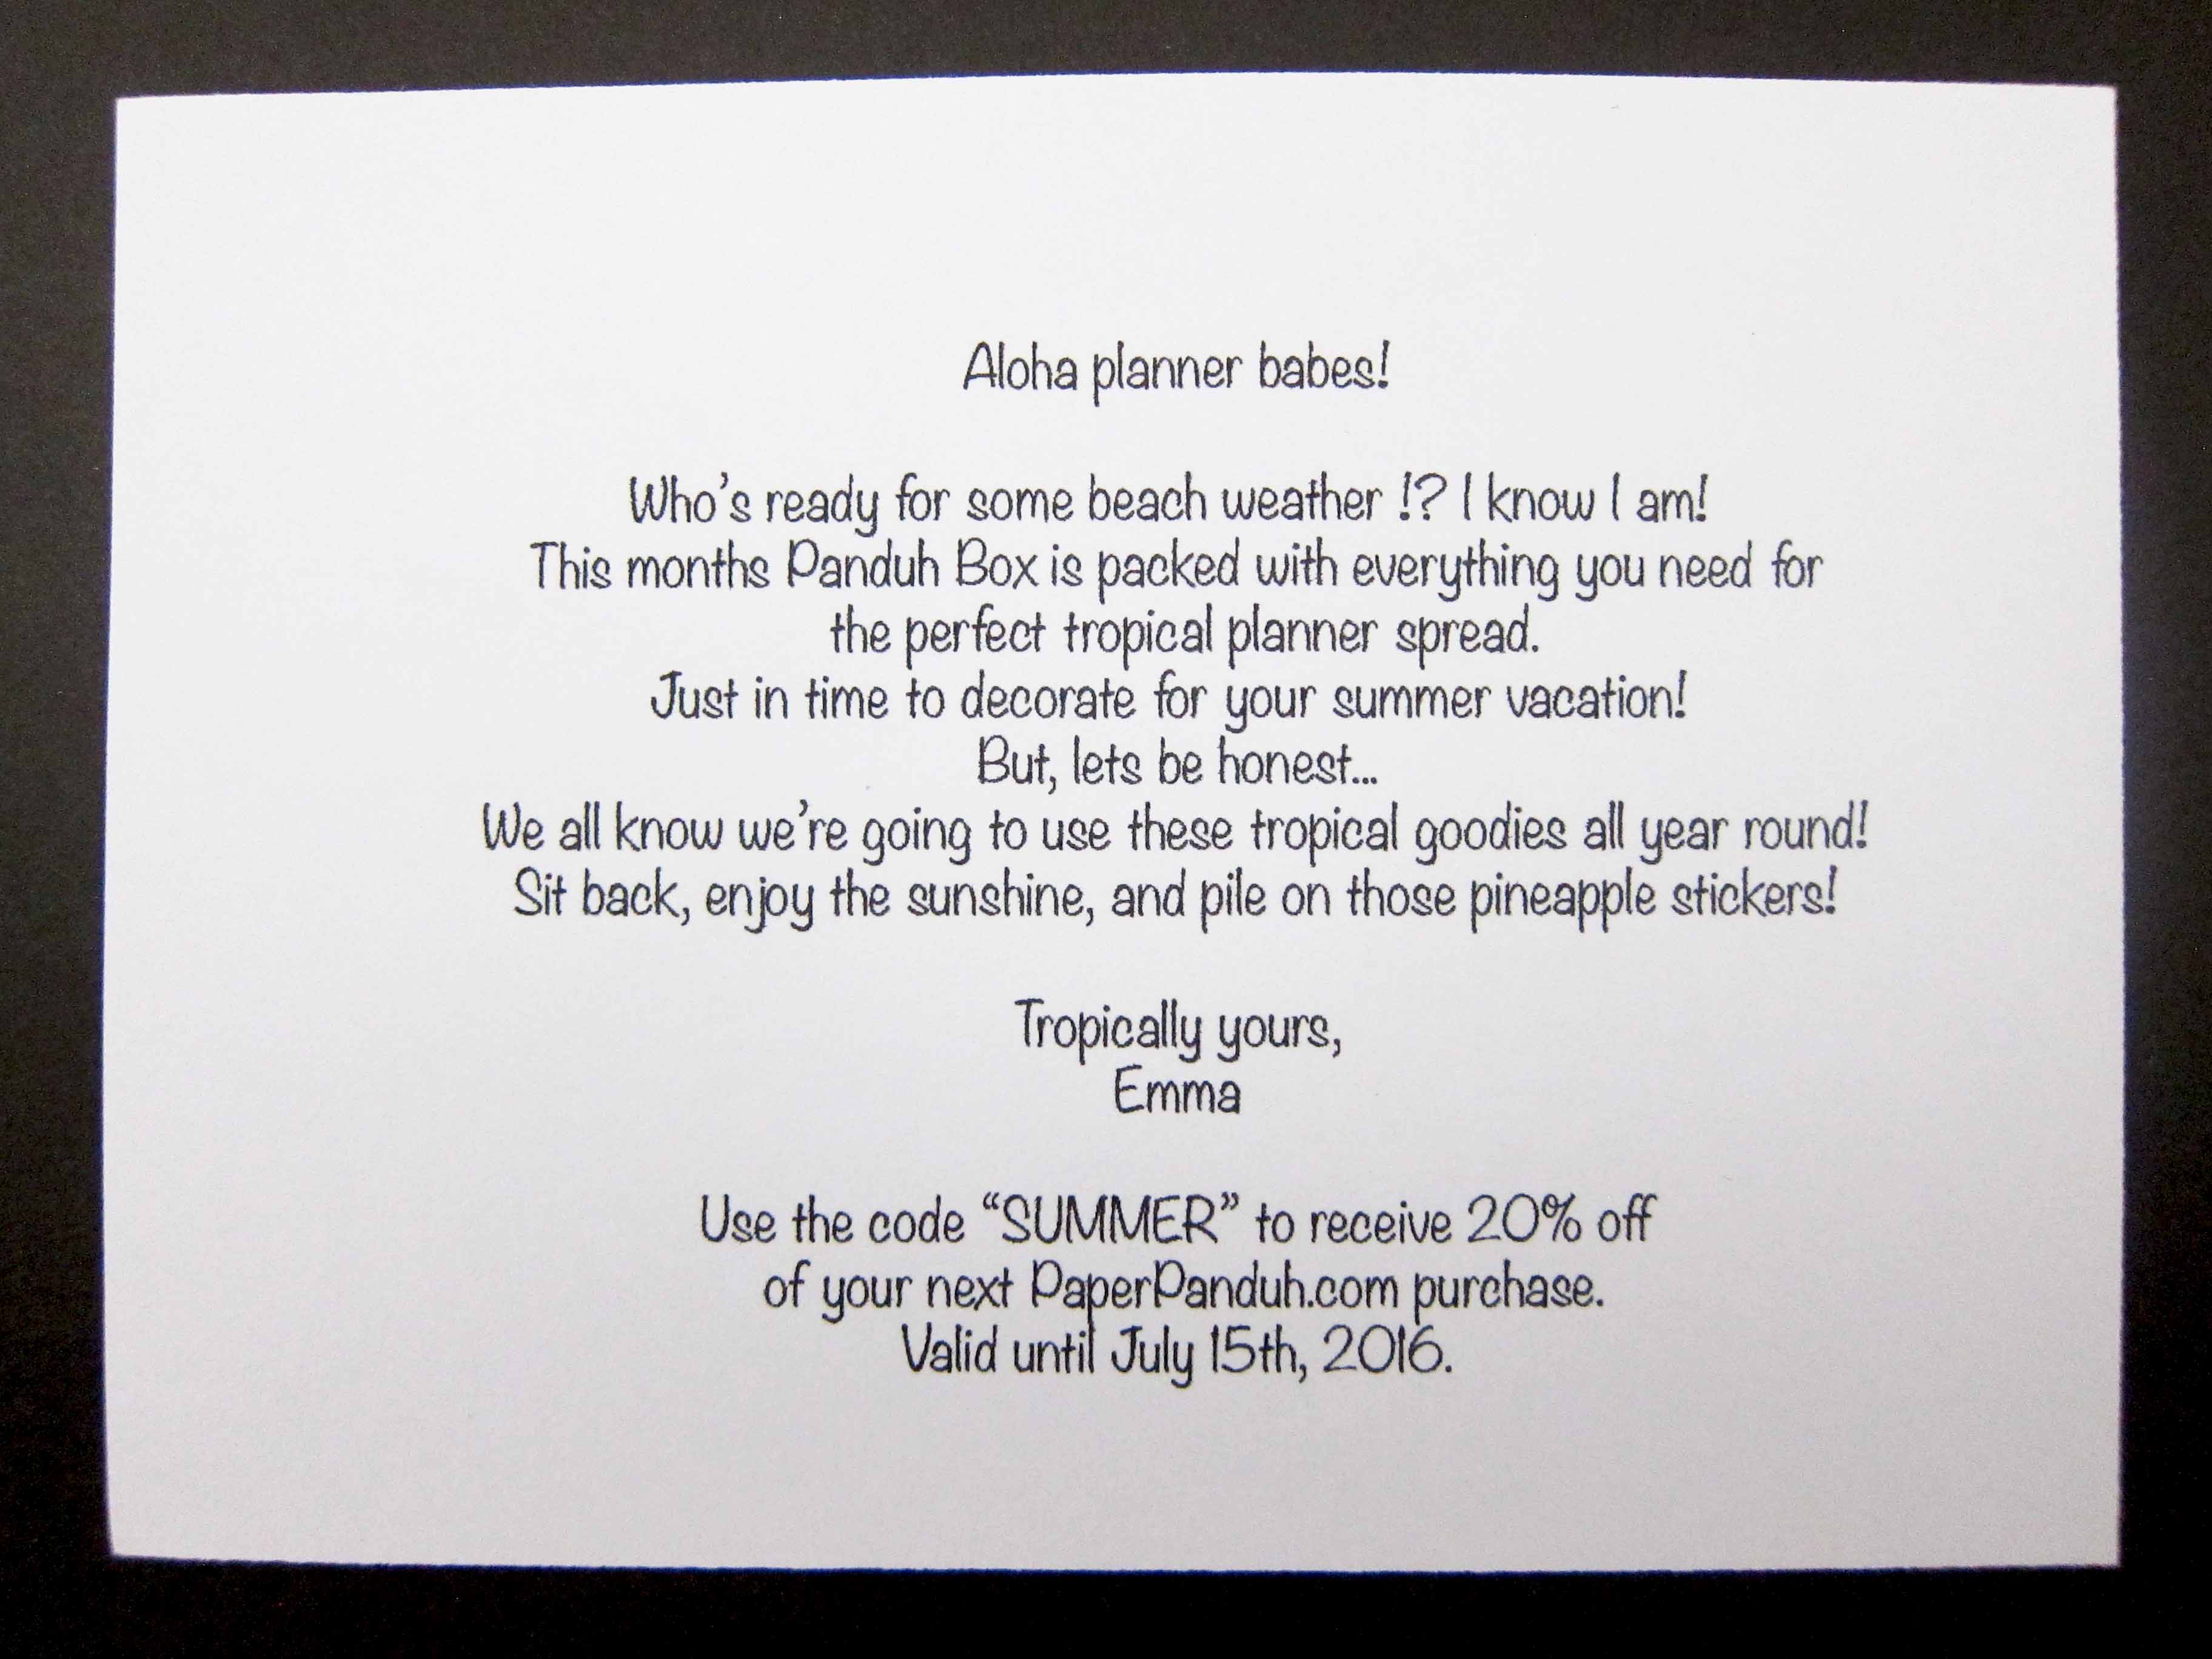 Aloha planner babes!
Who's ready for some beach weather !? I know I am!
This months Panduh Box is packed with everything you need for
the perfect tropical planner spread.
Just in time to decorate for your summer vacation!
But, lets be honest...
We all know we're going to use these tropical goodies all year round!
Sit back, enjoy the sunshine, and pile on those pineapple stickers!
Tropically yours,
Emma
Use the code “SUMMER” to receive 20% off
of your next PaperPanduh.com purchase.
Valid until July 15th, 2016.